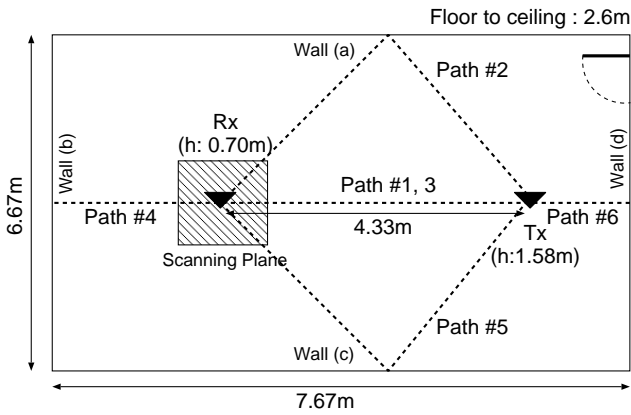 Floor to ceiling : 2.6m
Wall (a)
Path #2
Rx
(h: 0.70m)
Wall (b)
Wall (d)
Path #1, 3
6.67m
Path #4
4.33m
Path #6
Tx
(h:1.58m)
Scanning Plane
Path #5
Wall (c)
7.67m